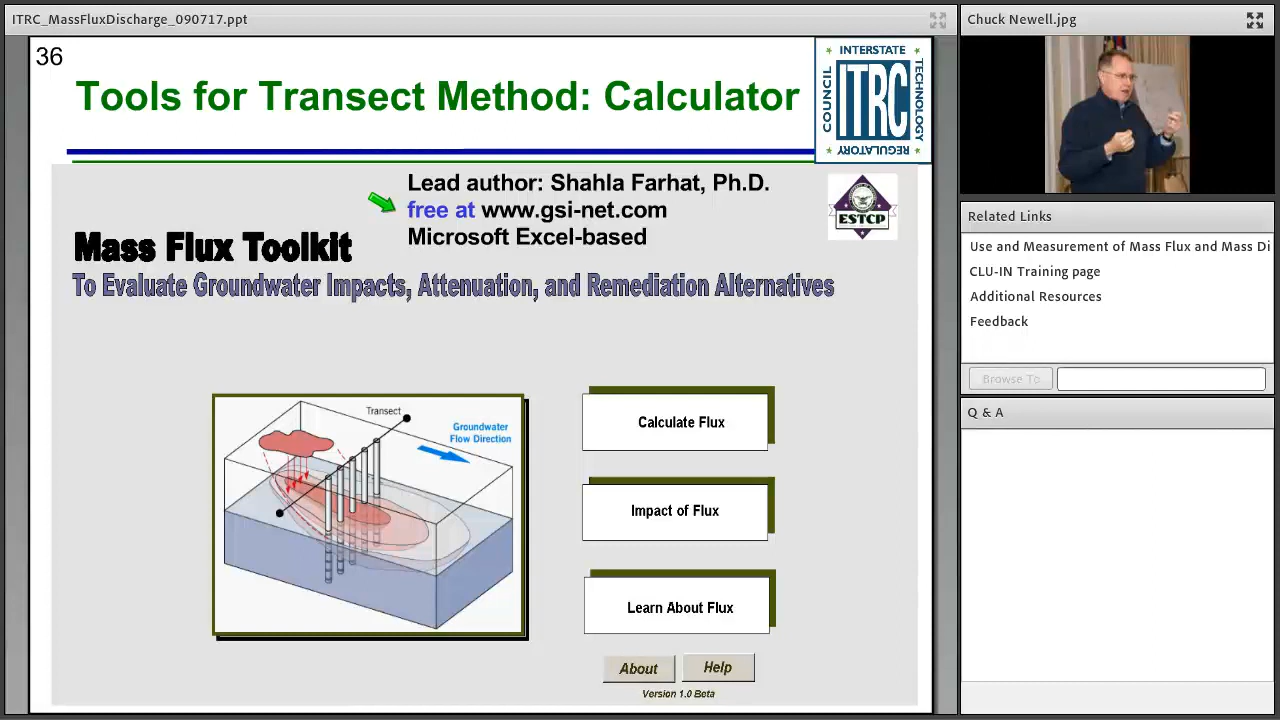 ITRC_MassFluxDischarge_090717.ppt
36
Tools for Transect Method: Calculator
INTERSTATE
COUNCIL
ITRC
TECHNOLOGY
REGULATORY
Lead author: Shahla Farhat, Ph.D.
free at www.gsi-net.com
Microsoft Excel-based
ESTCP
Mass Flux Toolkit
To Evaluate Groundwater Impacts, Attenuation, and Remediation Alternatives
Transect
Groundwater
Flow Direction
Calculate Flux
Impact of Flux
Learn About Flux
About
Help
Version 1.0 Beta
Chuck Newell.jpg
Related Links
Use and Measurement of Mass Flux and Mass Di
CLU-IN Training page
Additional Resources
Feedback
Browse To
Q & A